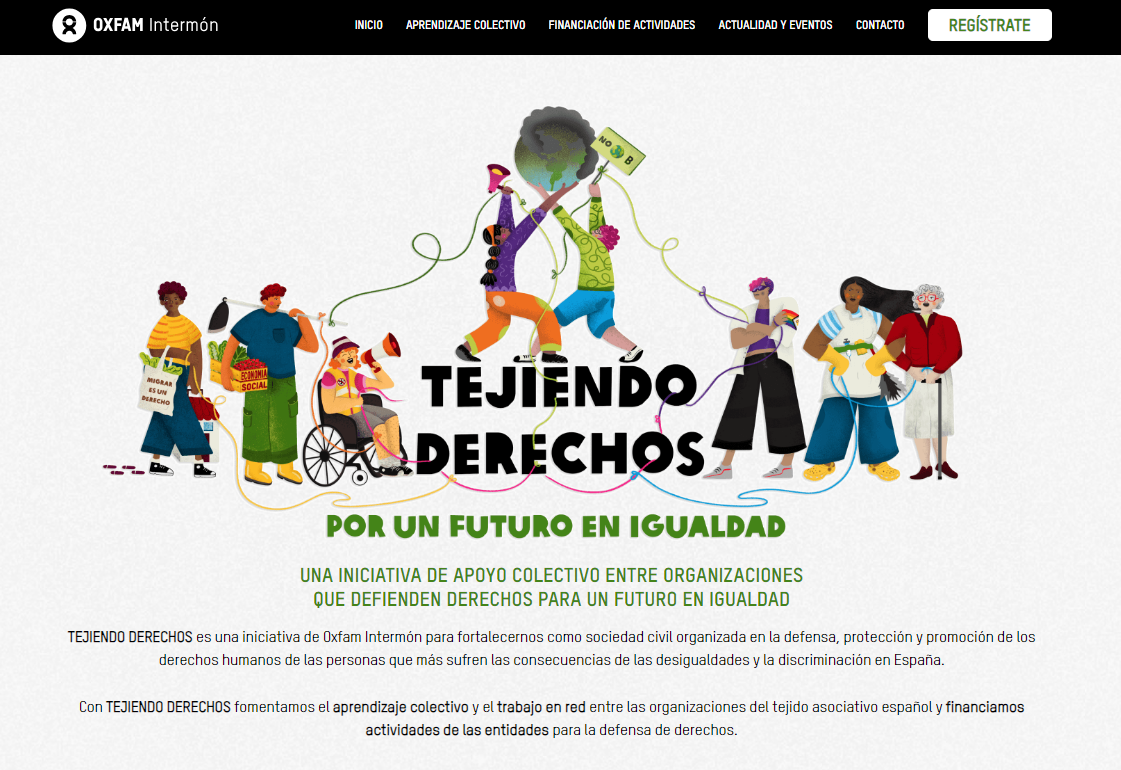 OXFAM Intermón
INICIO
APRENDIZAJE COLECTIVO
FINANCIACIÓN DE ACTIVIDADES
ACTUALIDAD Y EVENTOS
CONTACTO
REGÍSTRATE
NO B
MIGRAR
ES UN
DERECHO
ECONOMIA
SOCIAL
TEJIENDO
DERECHOS
POR UN FUTURO EN IGUALDAD
UNA INICIATIVA DE APOYO COLECTIVO ENTRE ORGANIZACIONES
QUE DEFIENDEN DERECHOS PARA UN FUTURO EN IGUALDAD
TEJIENDO DERECHOS es una iniciativa de Oxfam Intermón para fortalecernos como sociedad civil organizada en la defensa, protección y promoción de los
derechos humanos de las personas que más sufren las consecuencias de las desigualdades y la discriminación en España.
Con TEJIENDO DERECHOS fomentamos el aprendizaje colectivo y el trabajo en red entre las organizaciones del tejido asociativo español y financiamos
actividades de las entidades para la defensa de derechos.